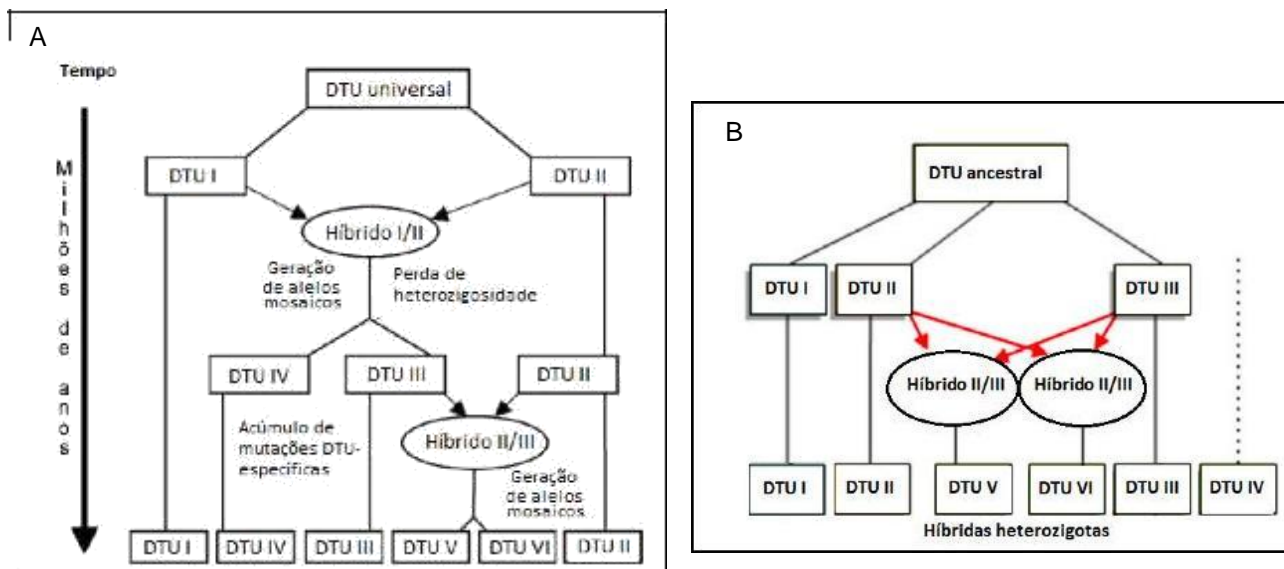 A
Tempo
DTU universal
Milhões de anos
DTU I
DTU II
Híbrido I/II
Geração
de alelos
mosaicos
Perda de
heterozigosidade
DTU IV
DTU III
DTU II
Acúmulo de
mutações DTU-
especificas
Híbrido II/III
Geração
de alelos
mosaicos
DTU I
DTU IV
DTU III
DTU V
DTU VI
DTU II
B
DTU ancestral
DTU I
DTU II
DTU III
Híbrido II/III
Híbrido II/III
DTU I
DTU II
DTU V
DTU VI
DTU III
DTU IV
Híbridas heterozigotas